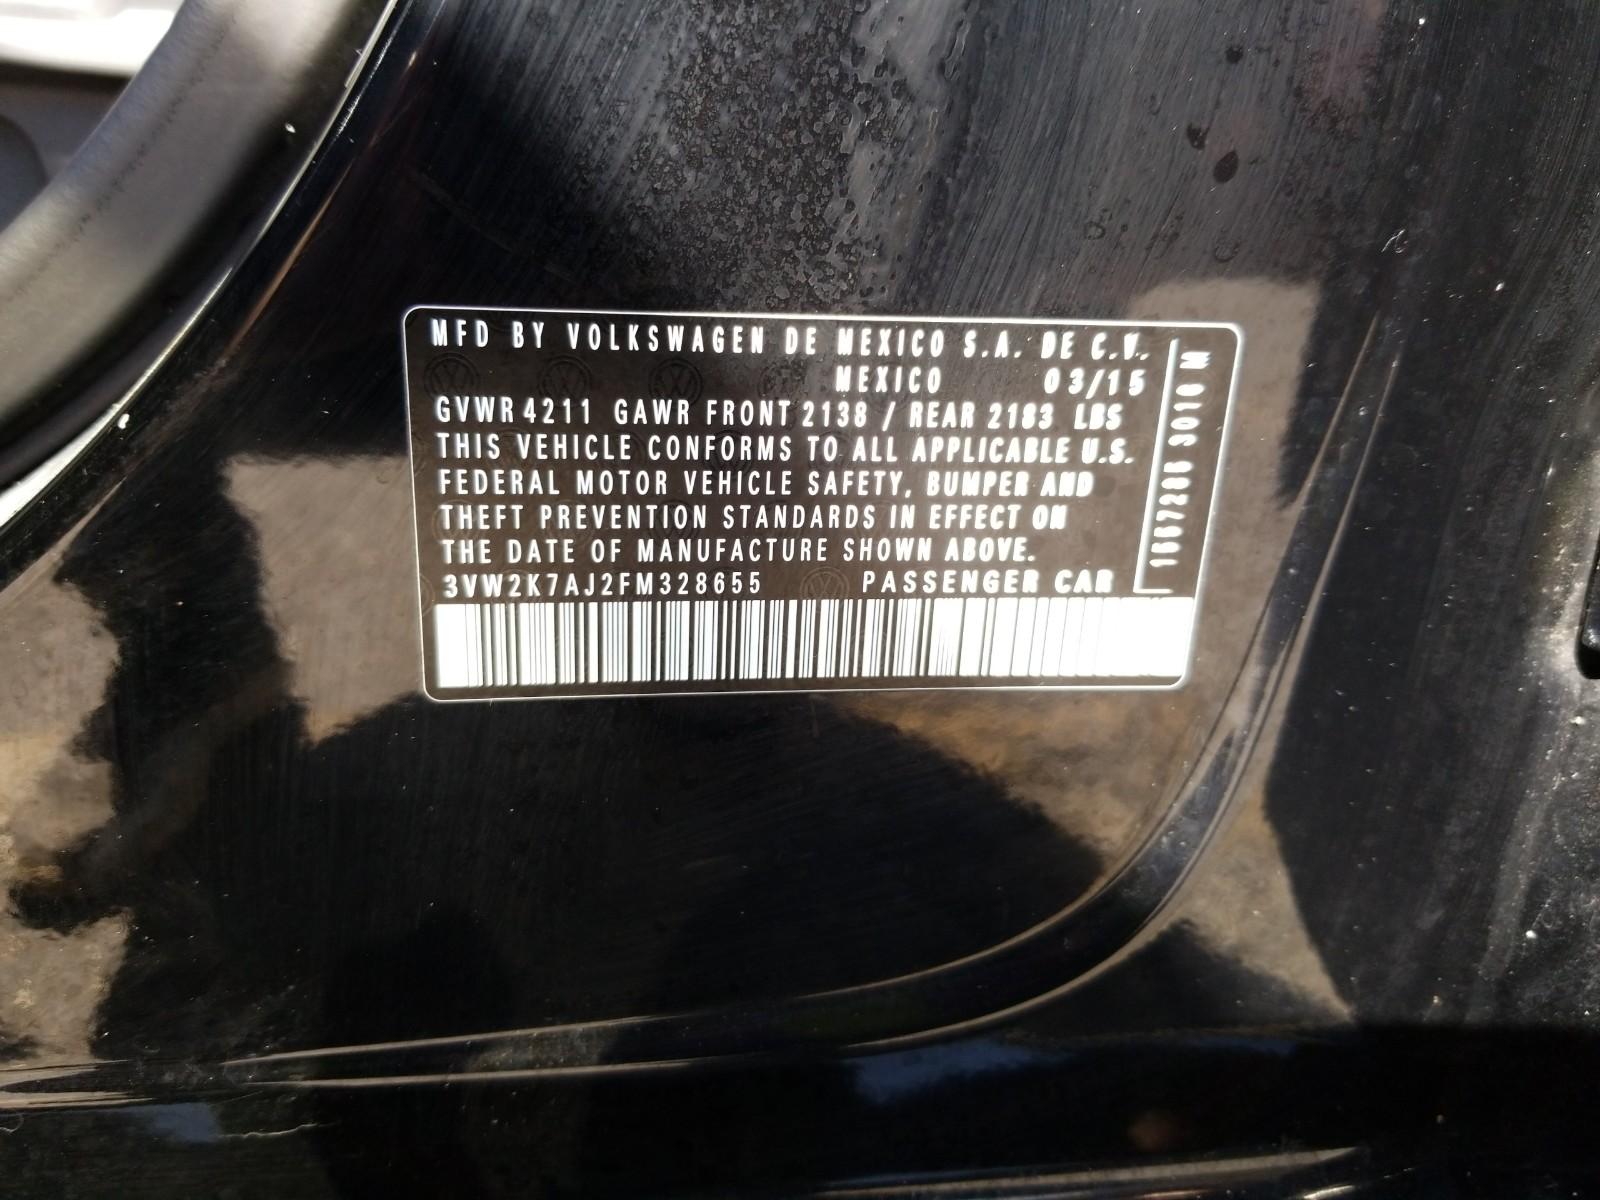 MFD BY VOLKSWAGEN DE MEXICO S.A. DE C.V.
MEXICO 03/15
GVWR 4211 GAWR FRONT 2138 / REAR 2183 LBS
THIS VEHICLE CONFORMS TO ALL APPLICABLE U.S.
FEDERAL MOTOR VEHICLE SAFETY, BUMPER AND
THEFT PREVENTION STANDARDS IN EFFECT ON
THE DATE OF MANUFACTURE SHOWN ABOVE.
3VW2K7AJ2FM328655 PASSENGER CAR